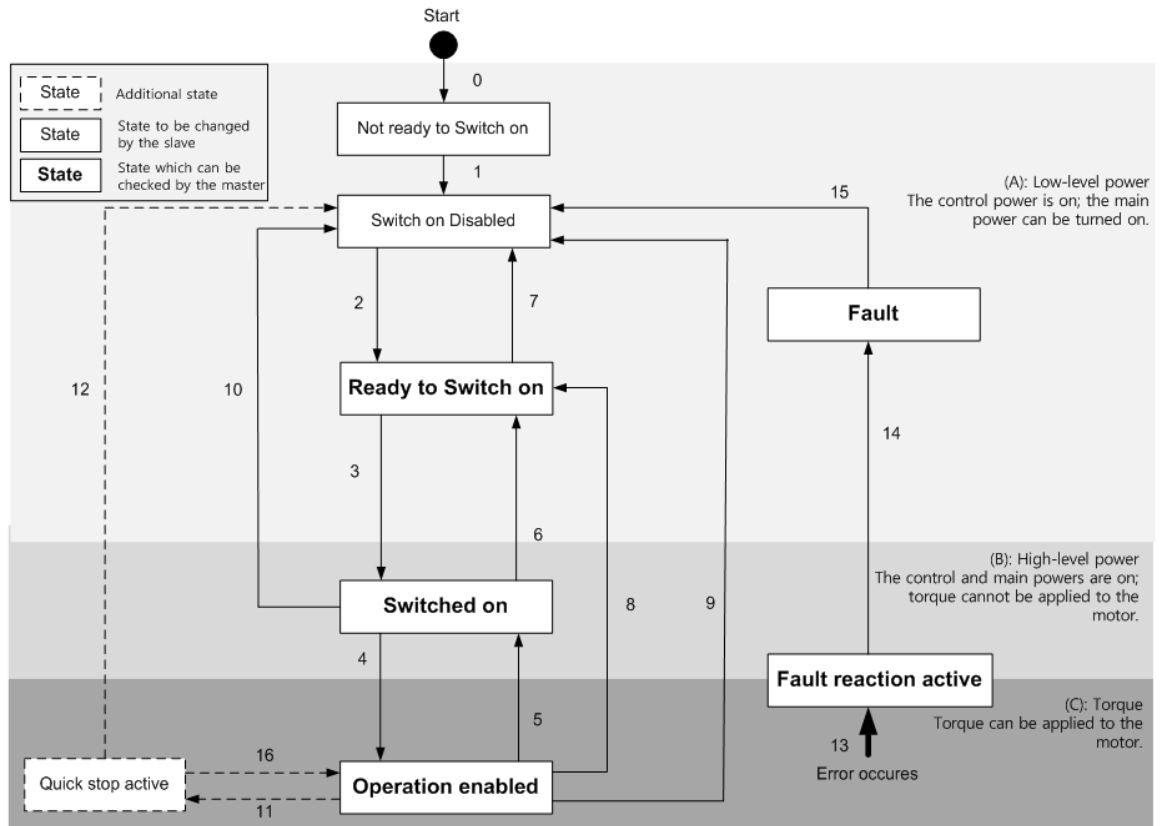 Start
0
State
Additional state
State
State to be changed
by the slave
State
State which can be
checked by the master
Not ready to Switch on
1
15
(A): Low-level power
The control power is on; the main
power can be turned on.
Switch on Disabled
2
7
Fault
12
10
Ready to Switch on
14
3
6
(B): High-level power
The control and main powers are on;
torque cannot be applied to the
motor.
Switched on
8
9
4
Fault reaction active
5
(C): Torque
Torque can be applied to the
motor.
13
16
Quick stop active
Operation enabled
Error occures
11